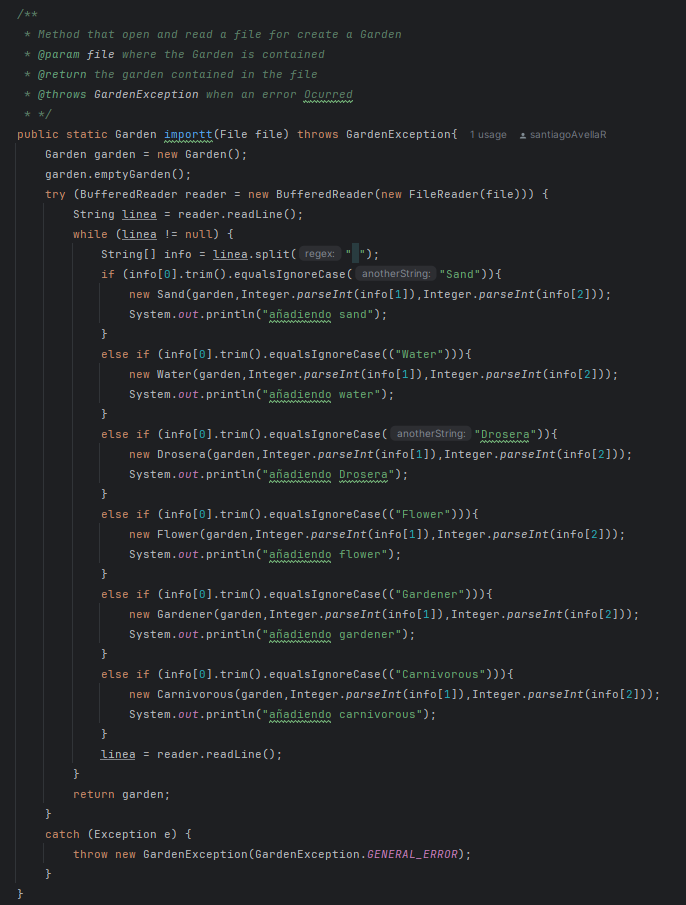 /**
 * Method that open and read a file for create a Garden
 * @param file where the Garden is contained
 * @return the garden contained in the file
 * @throws GardenException when an error Ocurred
 * */
public static Garden importt(File file) throws GardenException{ 1 usage santiagoAvellaR
    Garden garden = new Garden();
    garden.emptyGarden();
    try (BufferedReader reader = new BufferedReader(new FileReader(file))) {
        String linea = reader.readLine();
        while (linea != null) {
            String[] info = linea.split( regex: " ");
            if (info[0].trim().equalsIgnoreCase( anotherString: "Sand")){
                new Sand(garden,Integer.parseInt(info[1]),Integer.parseInt(info[2]));
                System.out.println("añadiendo sand");
            }
            else if (info[0].trim().equalsIgnoreCase(("Water"))){
                new Water(garden,Integer.parseInt(info[1]),Integer.parseInt(info[2]));
                System.out.println("añadiendo water");
            }
            else if (info[0].trim().equalsIgnoreCase( anotherString: "Drosera")){
                new Drosera(garden,Integer.parseInt(info[1]),Integer.parseInt(info[2]));
                System.out.println("añadiendo Drosera");
            }
            else if (info[0].trim().equalsIgnoreCase(("Flower"))){
                new Flower(garden,Integer.parseInt(info[1]),Integer.parseInt(info[2]));
                System.out.println("añadiendo flower");
            }
            else if (info[0].trim().equalsIgnoreCase(("Gardener"))){
                new Gardener(garden,Integer.parseInt(info[1]),Integer.parseInt(info[2]));
                System.out.println("añadiendo gardener");
            }
            else if (info[0].trim().equalsIgnoreCase(("Carnivorous"))){
                new Carnivorous(garden,Integer.parseInt(info[1]),Integer.parseInt(info[2]));
                System.out.println("añadiendo carnivorous");
            }
            linea = reader.readLine();
        }
        return garden;
    }
    catch (Exception e) {
        throw new GardenException(GardenException.GENERAL_ERROR);
    }
}